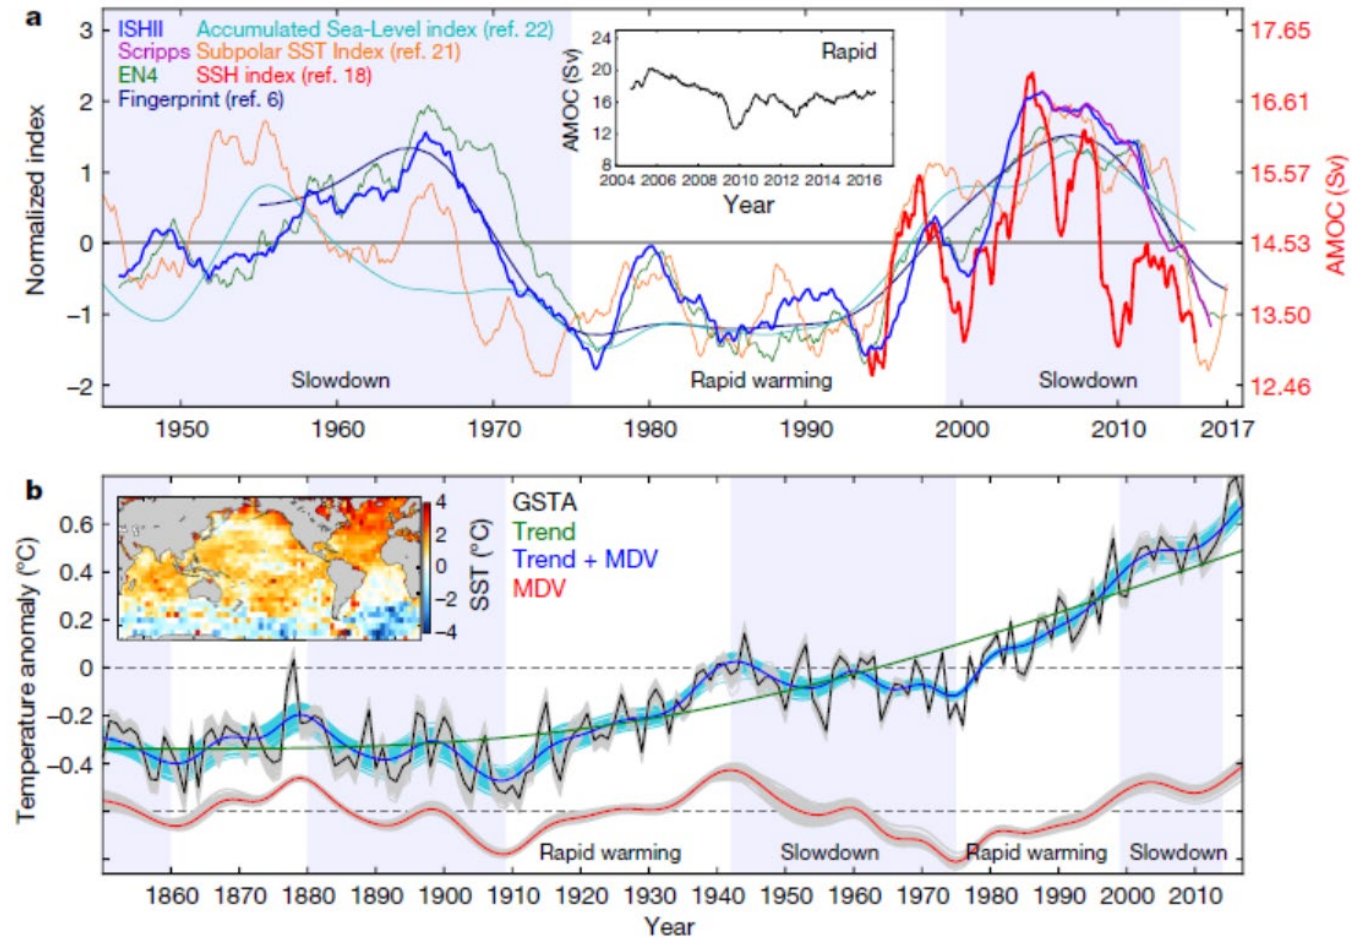 a
ISHII Accumulated Sea-Level index (ref. 22)
Scripps Subpolar SST Index (ref. 21)
EN4 SSH index (ref. 18)
Fingerprint (ref. 6)
Normalized index
3
2
1
0
−1
−2
Rapid
AMOC (Sv)
24
20
16
12
8
2004 2006 2008 2010 2012 2014 2016
Year
17.65
16.61
15.57
14.53
13.50
12.46
AMOC (Sv)
Slowdown Rapid warming Slowdown
1950 1960 1970 1980 1990 2000 2010 2017
b
Temperature anomaly (ºC)
0.6
0.4
0.2
0
−0.2
−0.4
4
2
0
−2
−4
SST (ºC)
GSTA
Trend
Trend + MDV
MDV
Rapid warming Slowdown Rapid warming Slowdown
1860 1870 1880 1890 1900 1910 1920 1930 1940 1950 1960 1970 1980 1990 2000 2010
Year